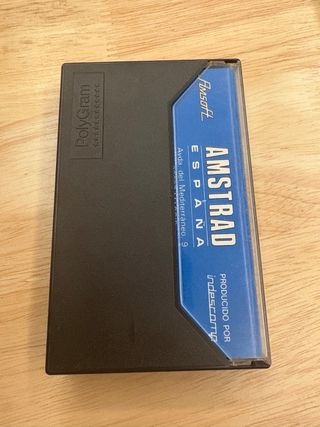 PolyGram
Amsoft
AMSTRAD
ESPAÑA
Avda. del Mediterráneo, 9
PRODUCIDO POR
indescomp